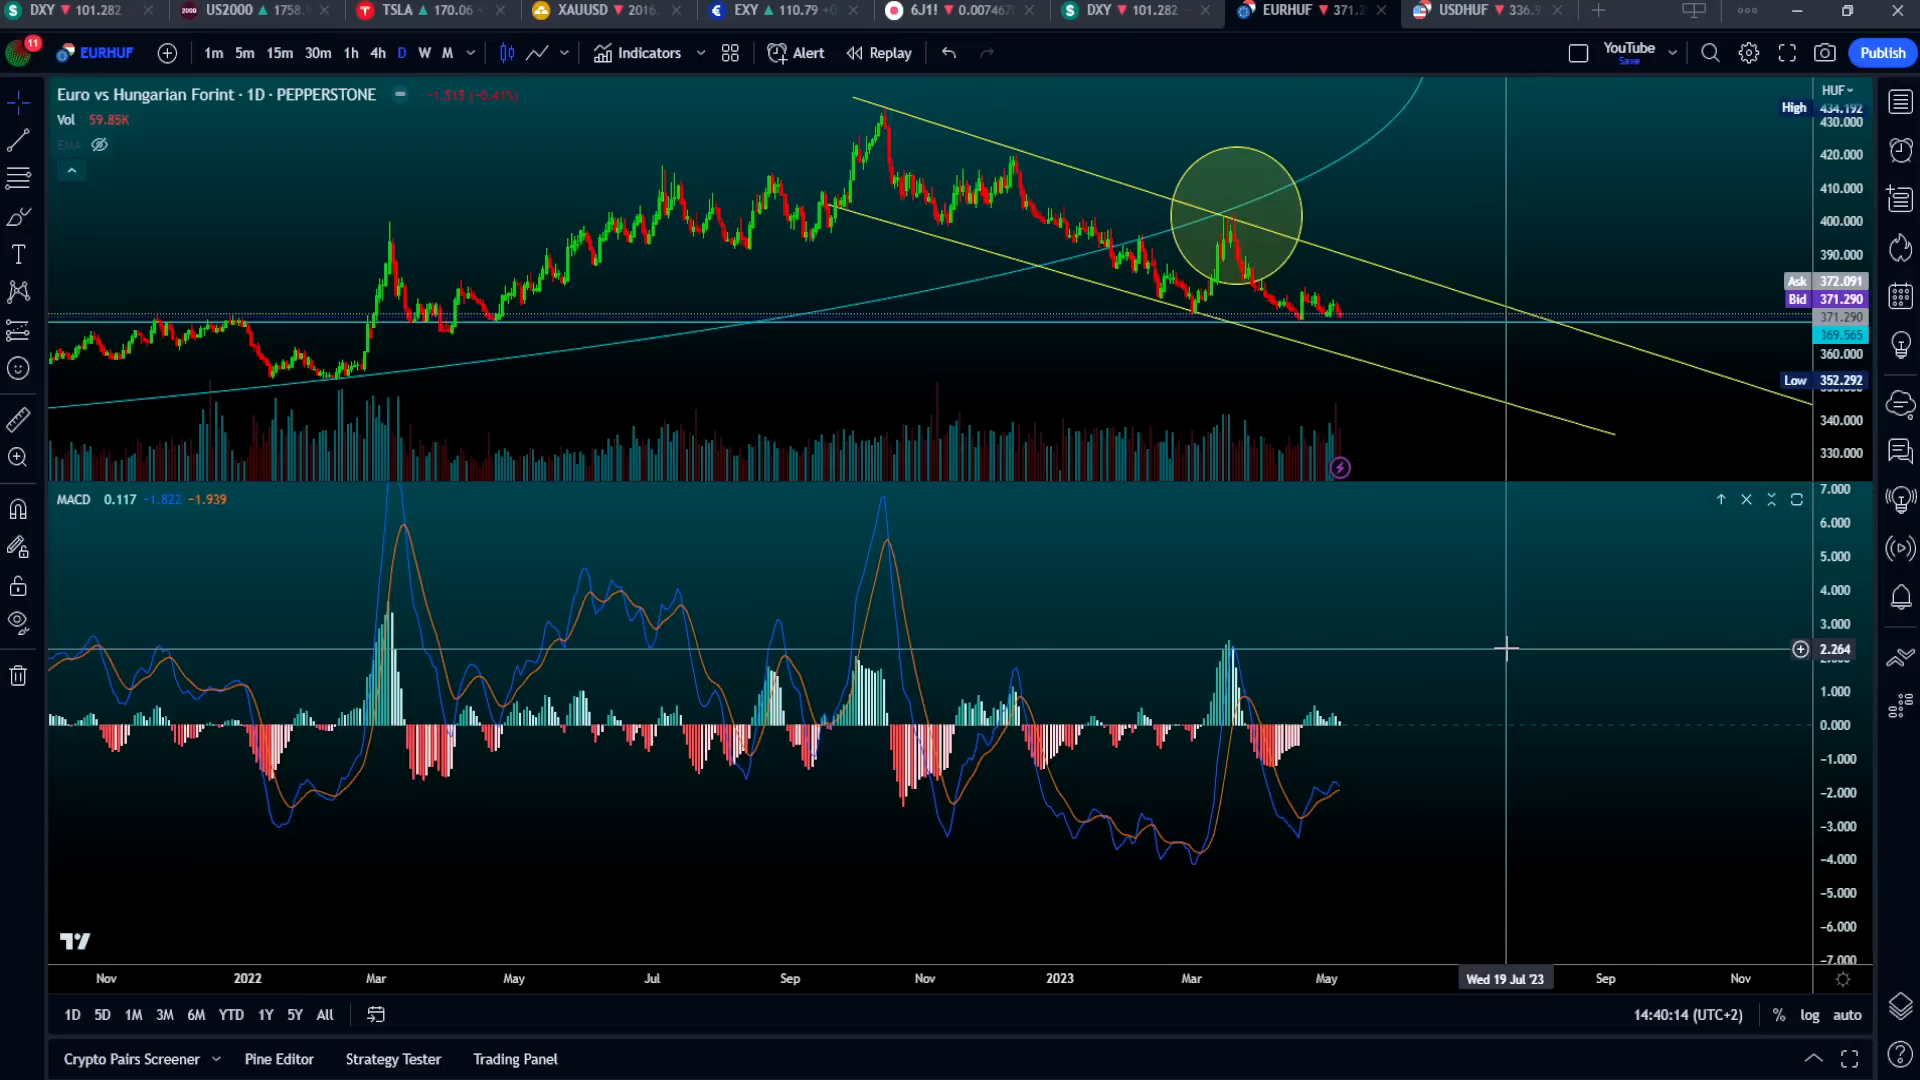 DXY ▼ 101.282
US2000 ▲ 1758.
TSLA ▲ 170.06
XAUUSD ▼ 2016.
EXY ▲ 110.79
6J1! ▼ 0.00746
DXY ▼ 101.282
EURHUF ▼ 371.2
USDHUF ▼ 336.
11
EURHUF
1m 5m 15m 30m 1h 4h D W M
Indicators
Alert
Replay
YouTube
Save
Publish
Euro vs Hungarian Forint · 1D · PEPPERSTONE
−1.515 (−0.41%)
Vol 59.85K
EMA
HUF
High 434.192
430.000
420.000
410.000
400.000
390.000
Ask 372.091
Bid 371.290
371.290
369.565
360.000
Low 352.292
340.000
330.000
MACD 0.117 −1.822 −1.939
7.000
6.000
5.000
4.000
3.000
2.264
1.000
0.000
−1.000
−2.000
−3.000
−4.000
−5.000
−6.000
−7.000
Nov 2022 Mar May Jul Sep Nov 2023 Mar May Wed 19 Jul '23 Sep Nov
1D 5D 1M 3M 6M YTD 1Y 5Y All
14:40:14 (UTC+2) % log auto
Crypto Pairs Screener Pine Editor Strategy Tester Trading Panel